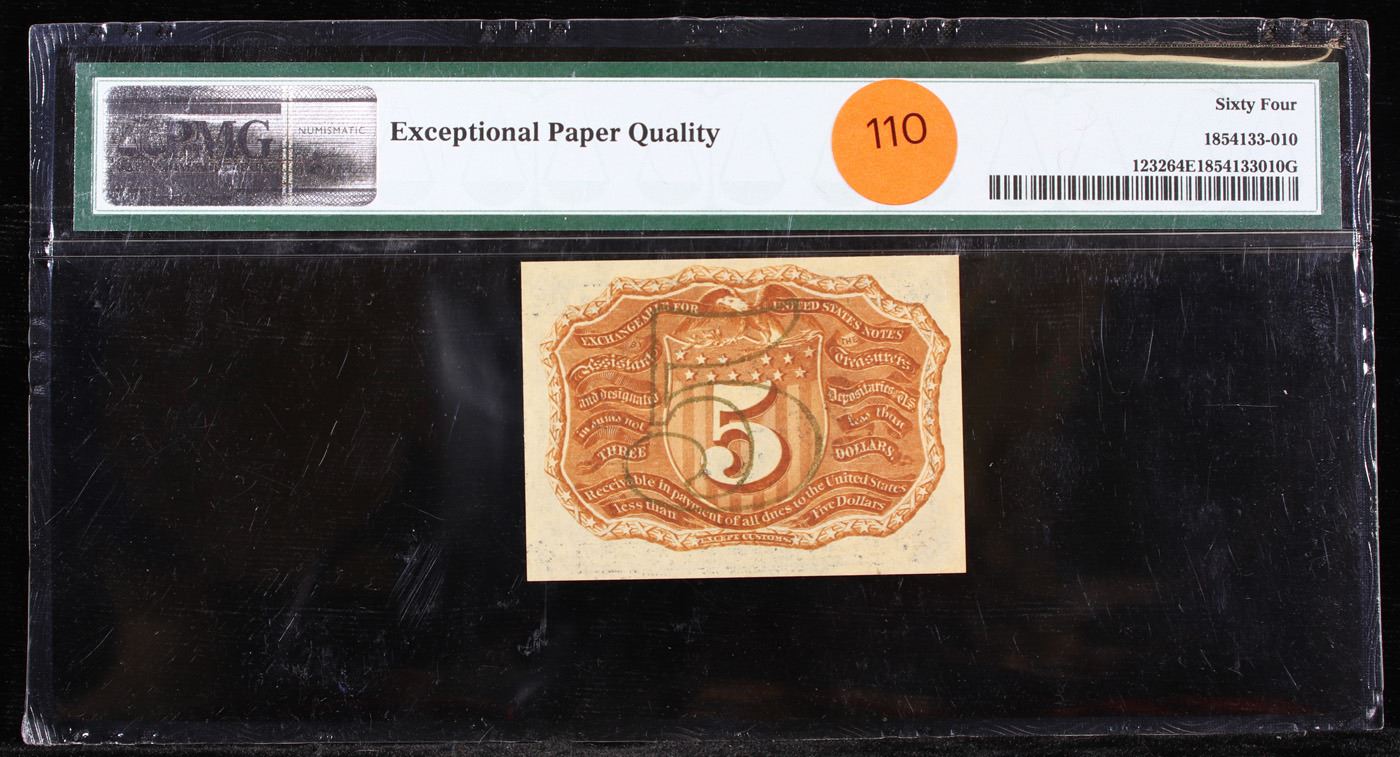 PMG
NUMISMATIC
Exceptional Paper Quality
110
Sixty Four
1854133-010
123264E1854133010G
EXCHANGEABLE FOR UNITED STATES NOTES
BY Assistant THE Treasurers
and designated Depositaries US
in sums not less than
THREE DOLLARS
5
Receivable in payment of all dues to the United States
less than Five Dollars
EXCEPT CUSTOMS